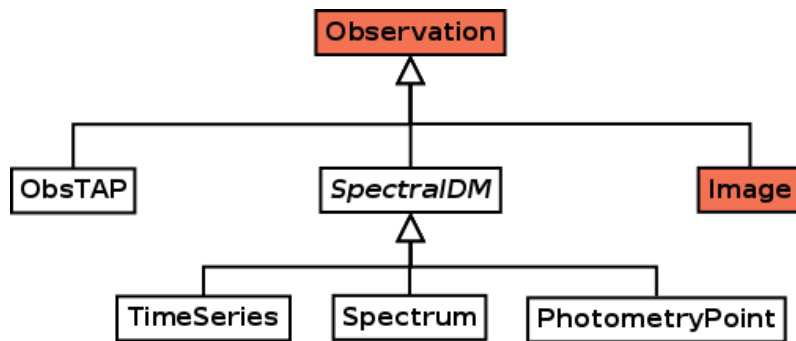 Observation
ObsTAP
SpectralDM
Image
TimeSeries
Spectrum
PhotometryPoint